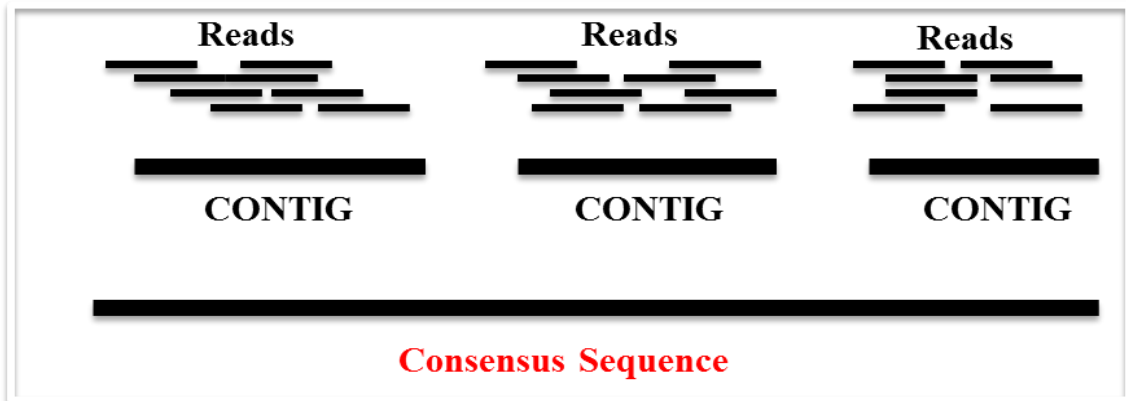 Reads Reads Reads
CONTIG CONTIG CONTIG
Consensus Sequence